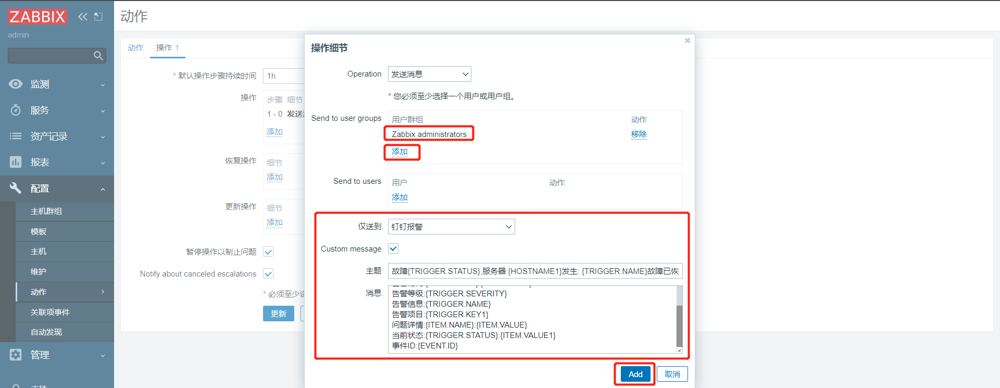 ZABBIX
admin
监测
服务
资产记录
报表
配置
主机群组
模板
主机
维护
动作
关联项事件
自动发现
管理
动作
动作 操作 1
* 默认操作步骤持续时间 1h
操作 步骤 细节
1 - 0 发送
添加
恢复操作 细节
添加
更新操作 细节
添加
暂停操作以制止问题
Notify about canceled escalations
* 必须至少
更新
操作细节
Operation 发送消息
* 您必须至少选择一个用户或用户组。
Send to user groups 用户群组 动作
Zabbix administrators 移除
添加
Send to users 用户 动作
添加
仅送到 钉钉报警
Custom message
主题 故障{TRIGGER.STATUS},服务器:{HOSTNAME1}发生: {TRIGGER.NAME}故障已恢
消息
告警等级:{TRIGGER.SEVERITY}
告警信息:{TRIGGER.NAME}
告警项目:{TRIGGER.KEY1}
问题详情:{ITEM.NAME}:{ITEM.VALUE}
当前状态:{TRIGGER.STATUS}:{ITEM.VALUE1}
事件ID:{EVENT.ID}
Add 取消